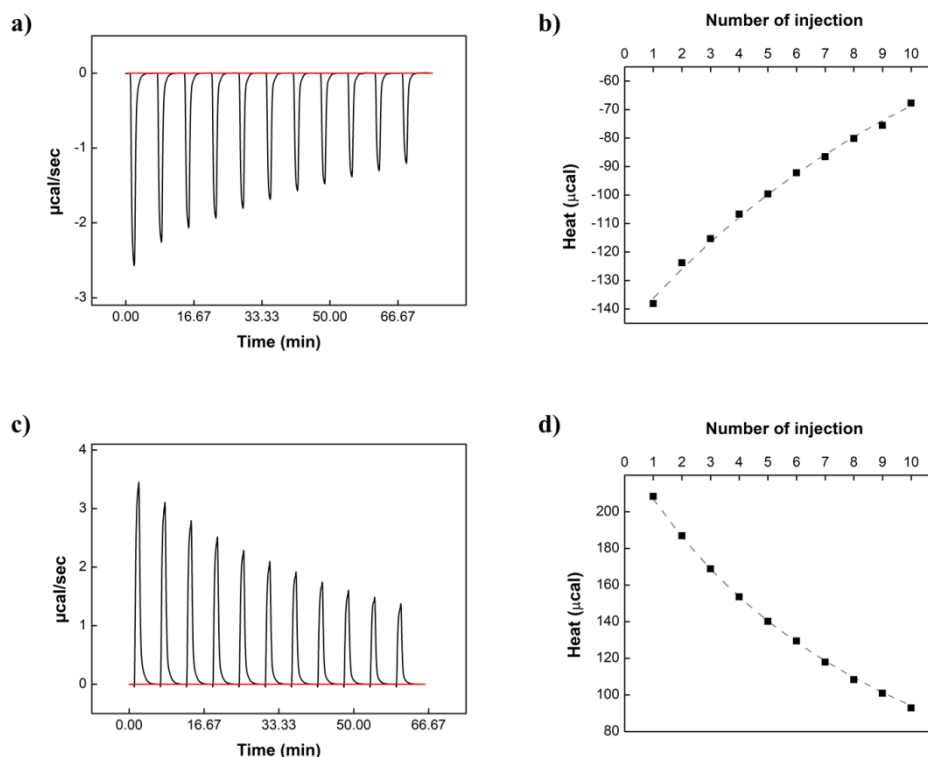 a)
0
-1
-2
-3
µcal/sec
0.00 16.67 33.33 50.00 66.67
Time (min)
b)
Number of injection
0 1 2 3 4 5 6 7 8 9 10
-60
-70
-80
-90
-100
-110
-120
-130
-140
Heat (µcal)
c)
4
3
2
1
0
µcal/sec
0.00 16.67 33.33 50.00 66.67
Time (min)
d)
Number of injection
0 1 2 3 4 5 6 7 8 9 10
200
180
160
140
120
100
80
Heat (µcal)